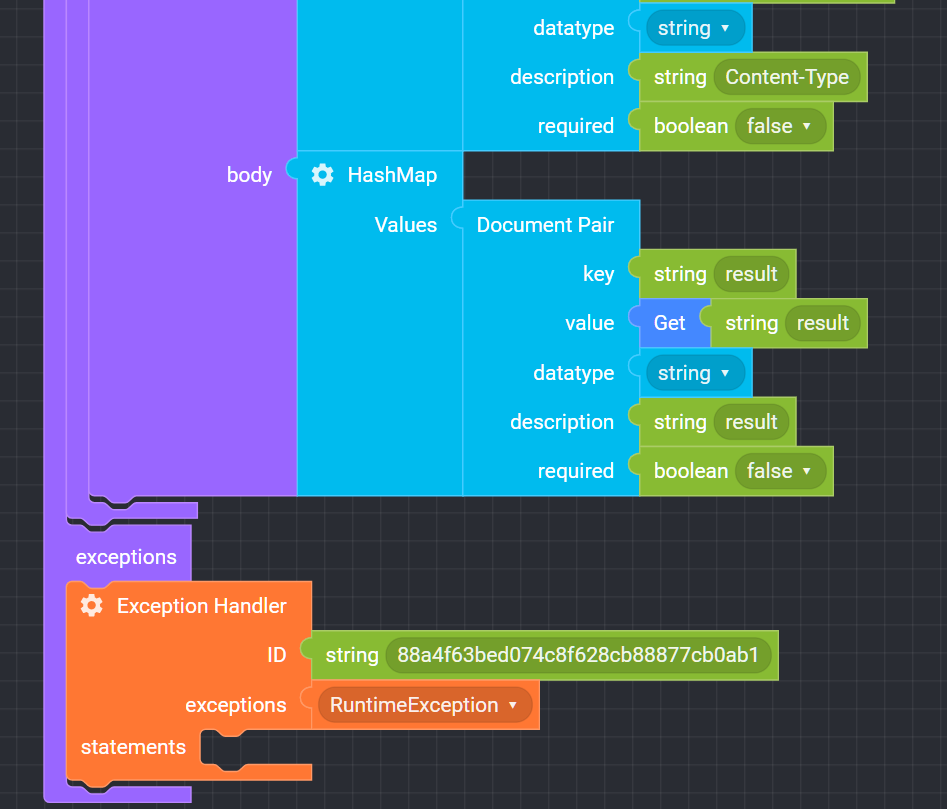 datatype string ▾
description string Content-Type
required boolean false ▾
body HashMap
Values Document Pair
key string result
value Get string result
datatype string ▾
description string result
required boolean false ▾
exceptions
Exception Handler
ID string 88a4f63bed074c8f628cb88877cb0ab1
exceptions RuntimeException ▾
statements